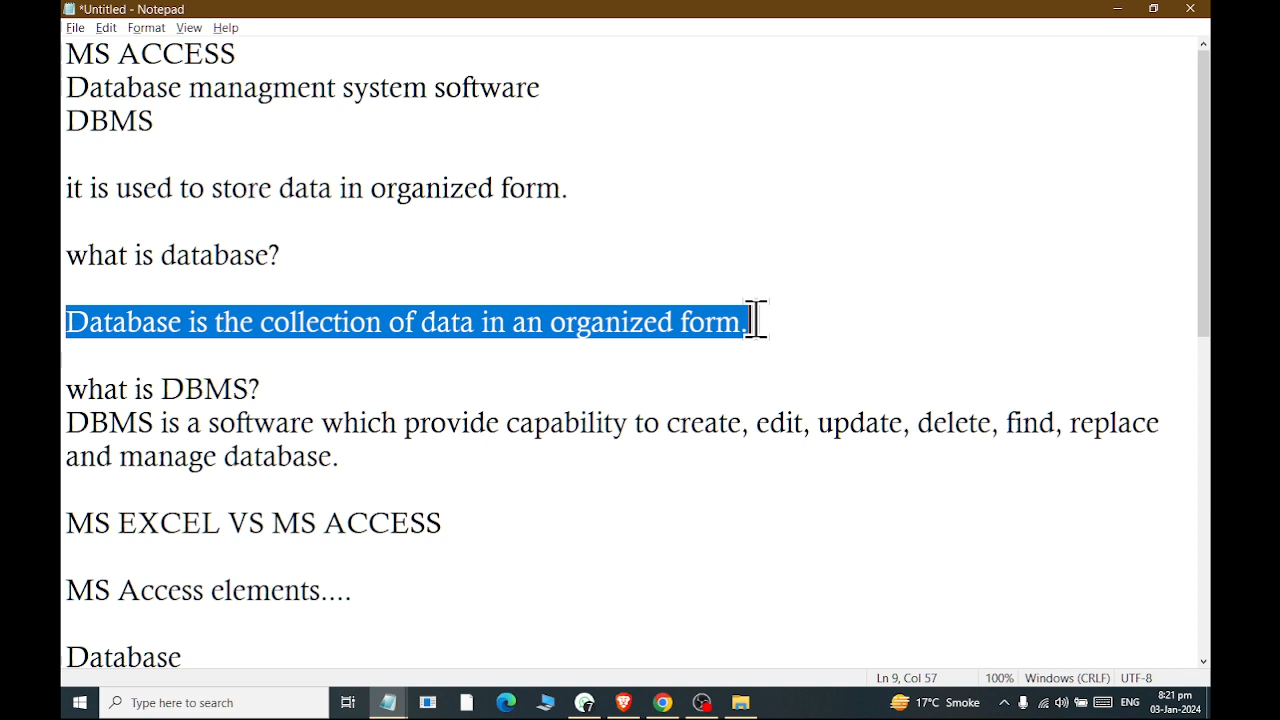 *Untitled - Notepad
File Edit Format View Help
MS ACCESS
Database managment system software
DBMS
it is used to store data in organized form.
what is database?
Database is the collection of data in an organized form.
what is DBMS?
DBMS is a software which provide capability to create, edit, update, delete, find, replace
and manage database.
MS EXCEL VS MS ACCESS
MS Access elements....
Database
Ln 9, Col 57 100% Windows (CRLF) UTF-8
Type here to search
17°C Smoke
ENG
8:21 pm
03-Jan-2024